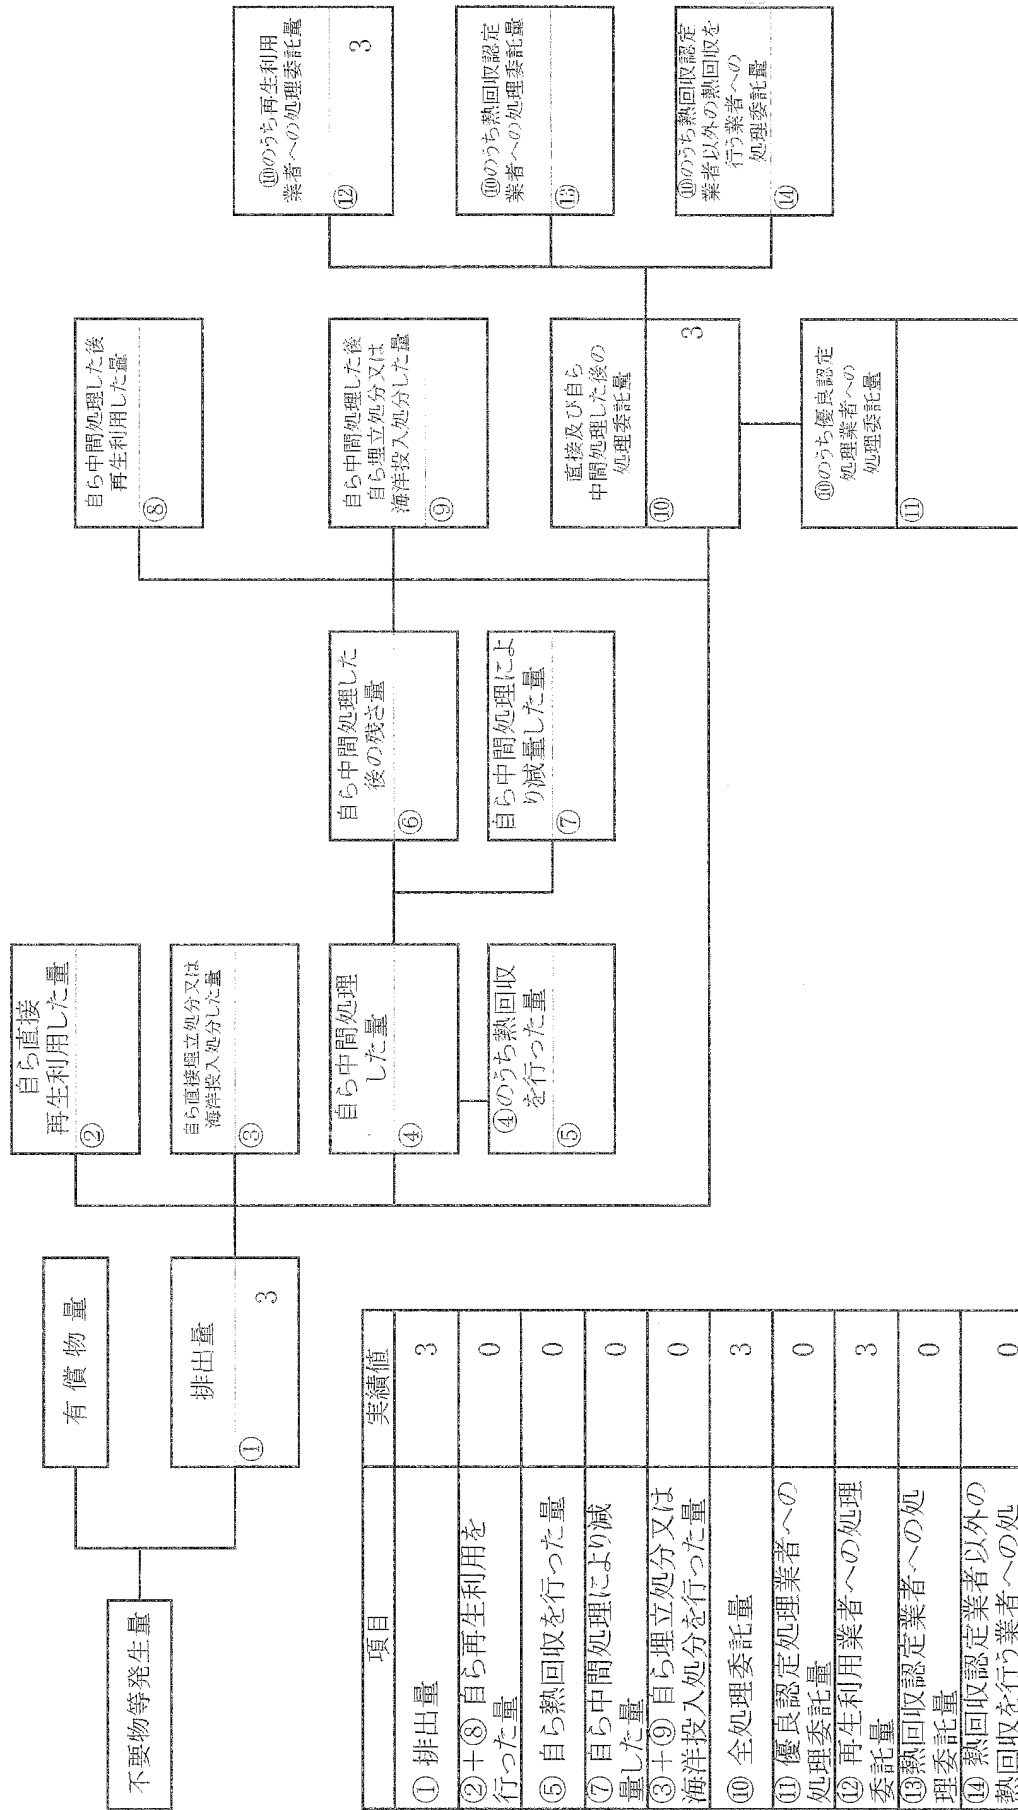 不要物等発生量
有償物量
排出量
①
3
自ら直接
再生利用した量
②
自ら直接埋立処分又は
海洋投入処分した量
③
自ら中間処理
した量
④
④のうち熱回収
を行った量
⑤
自ら中間処理した
後の残さ量
⑥
自ら中間処理によ
り減量した量
⑦
自ら中間処理した後
再生利用した量
⑧
自ら中間処理した後
自ら埋立処分又は
海洋投入処分した量
⑨
直接及び自ら
中間処理した後の
処理委託量
⑩
3
⑩のうち優良認定
処理業者への
処理委託量
⑪
⑩のうち再生利用
業者への処理委託量
⑫
3
⑩のうち熱回収認定
業者への処理委託量
⑬
⑩のうち熱回収認定
業者以外の熱回収を
行う業者への
処理委託量
⑭
項目 実績値
① 排出量 3
②+⑧ 自ら再生利用を
行った量 0
⑤ 自ら熱回収を行った量 0
⑦ 自ら中間処理により減
量した量 0
③+⑨ 自ら埋立処分又は
海洋投入処分を行った量 0
⑩ 全処理委託量 3
⑪ 優良認定処理業者への
処理委託量 0
⑫ 再生利用業者への処理
委託量 3
⑬熱回収認定業者への処
理委託量 0
⑭ 熱回収認定業者以外の
熱回収を行う業者への処 0